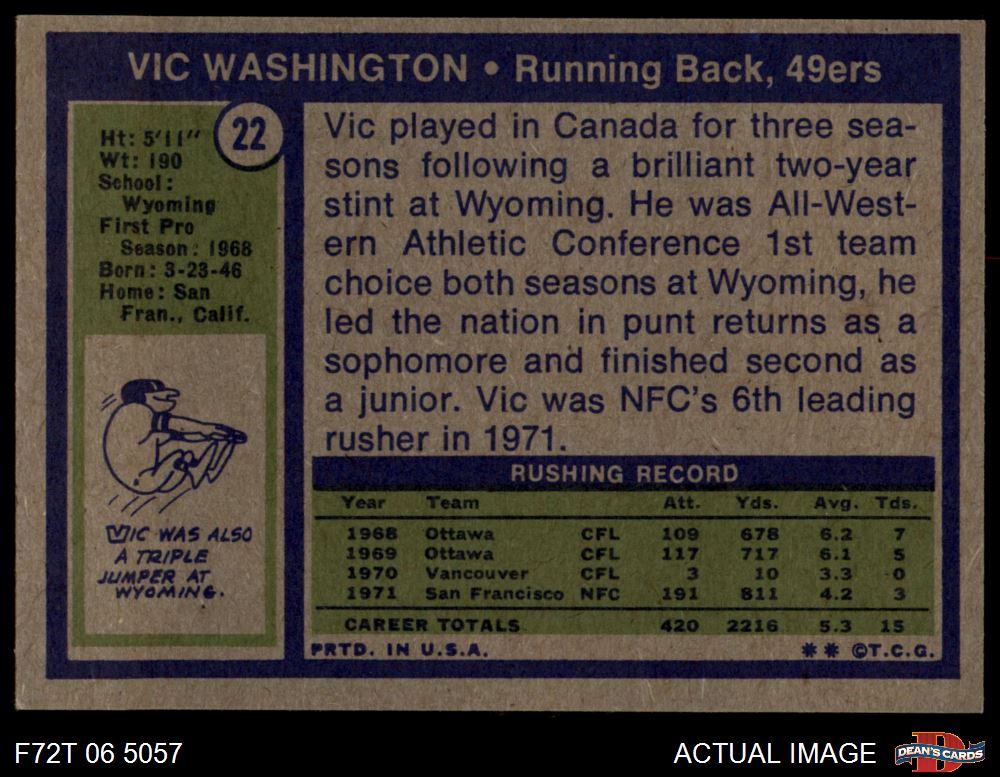 VIC WASHINGTON • Running Back, 49ers
22
Ht: 5'11"
Wt: 190
School:
Wyoming
First Pro
Season: 1968
Born: 3-23-46
Home: San
Fran., Calif.
VIC WAS ALSO
A TRIPLE
JUMPER AT
WYOMING.
Vic played in Canada for three sea-
sons following a brilliant two-year
stint at Wyoming. He was All-West-
ern Athletic Conference 1st team
choice both seasons at Wyoming, he
led the nation in punt returns as a
sophomore and finished second as
a junior. Vic was NFC's 6th leading
rusher in 1971.
RUSHING RECORD
Year Team Att. Yds. Avg. Tds.
1968 Ottawa CFL 109 678 6.2 7
1969 Ottawa CFL 117 717 6.1 5
1970 Vancouver CFL 3 10 3.3 0
1971 San Francisco NFC 191 811 4.2 3
CAREER TOTALS 420 2216 5.3 15
PRTD. IN U.S.A. ** ©T.C.G.
F72T 06 5057 ACTUAL IMAGE
D
DEAN'S CARDS